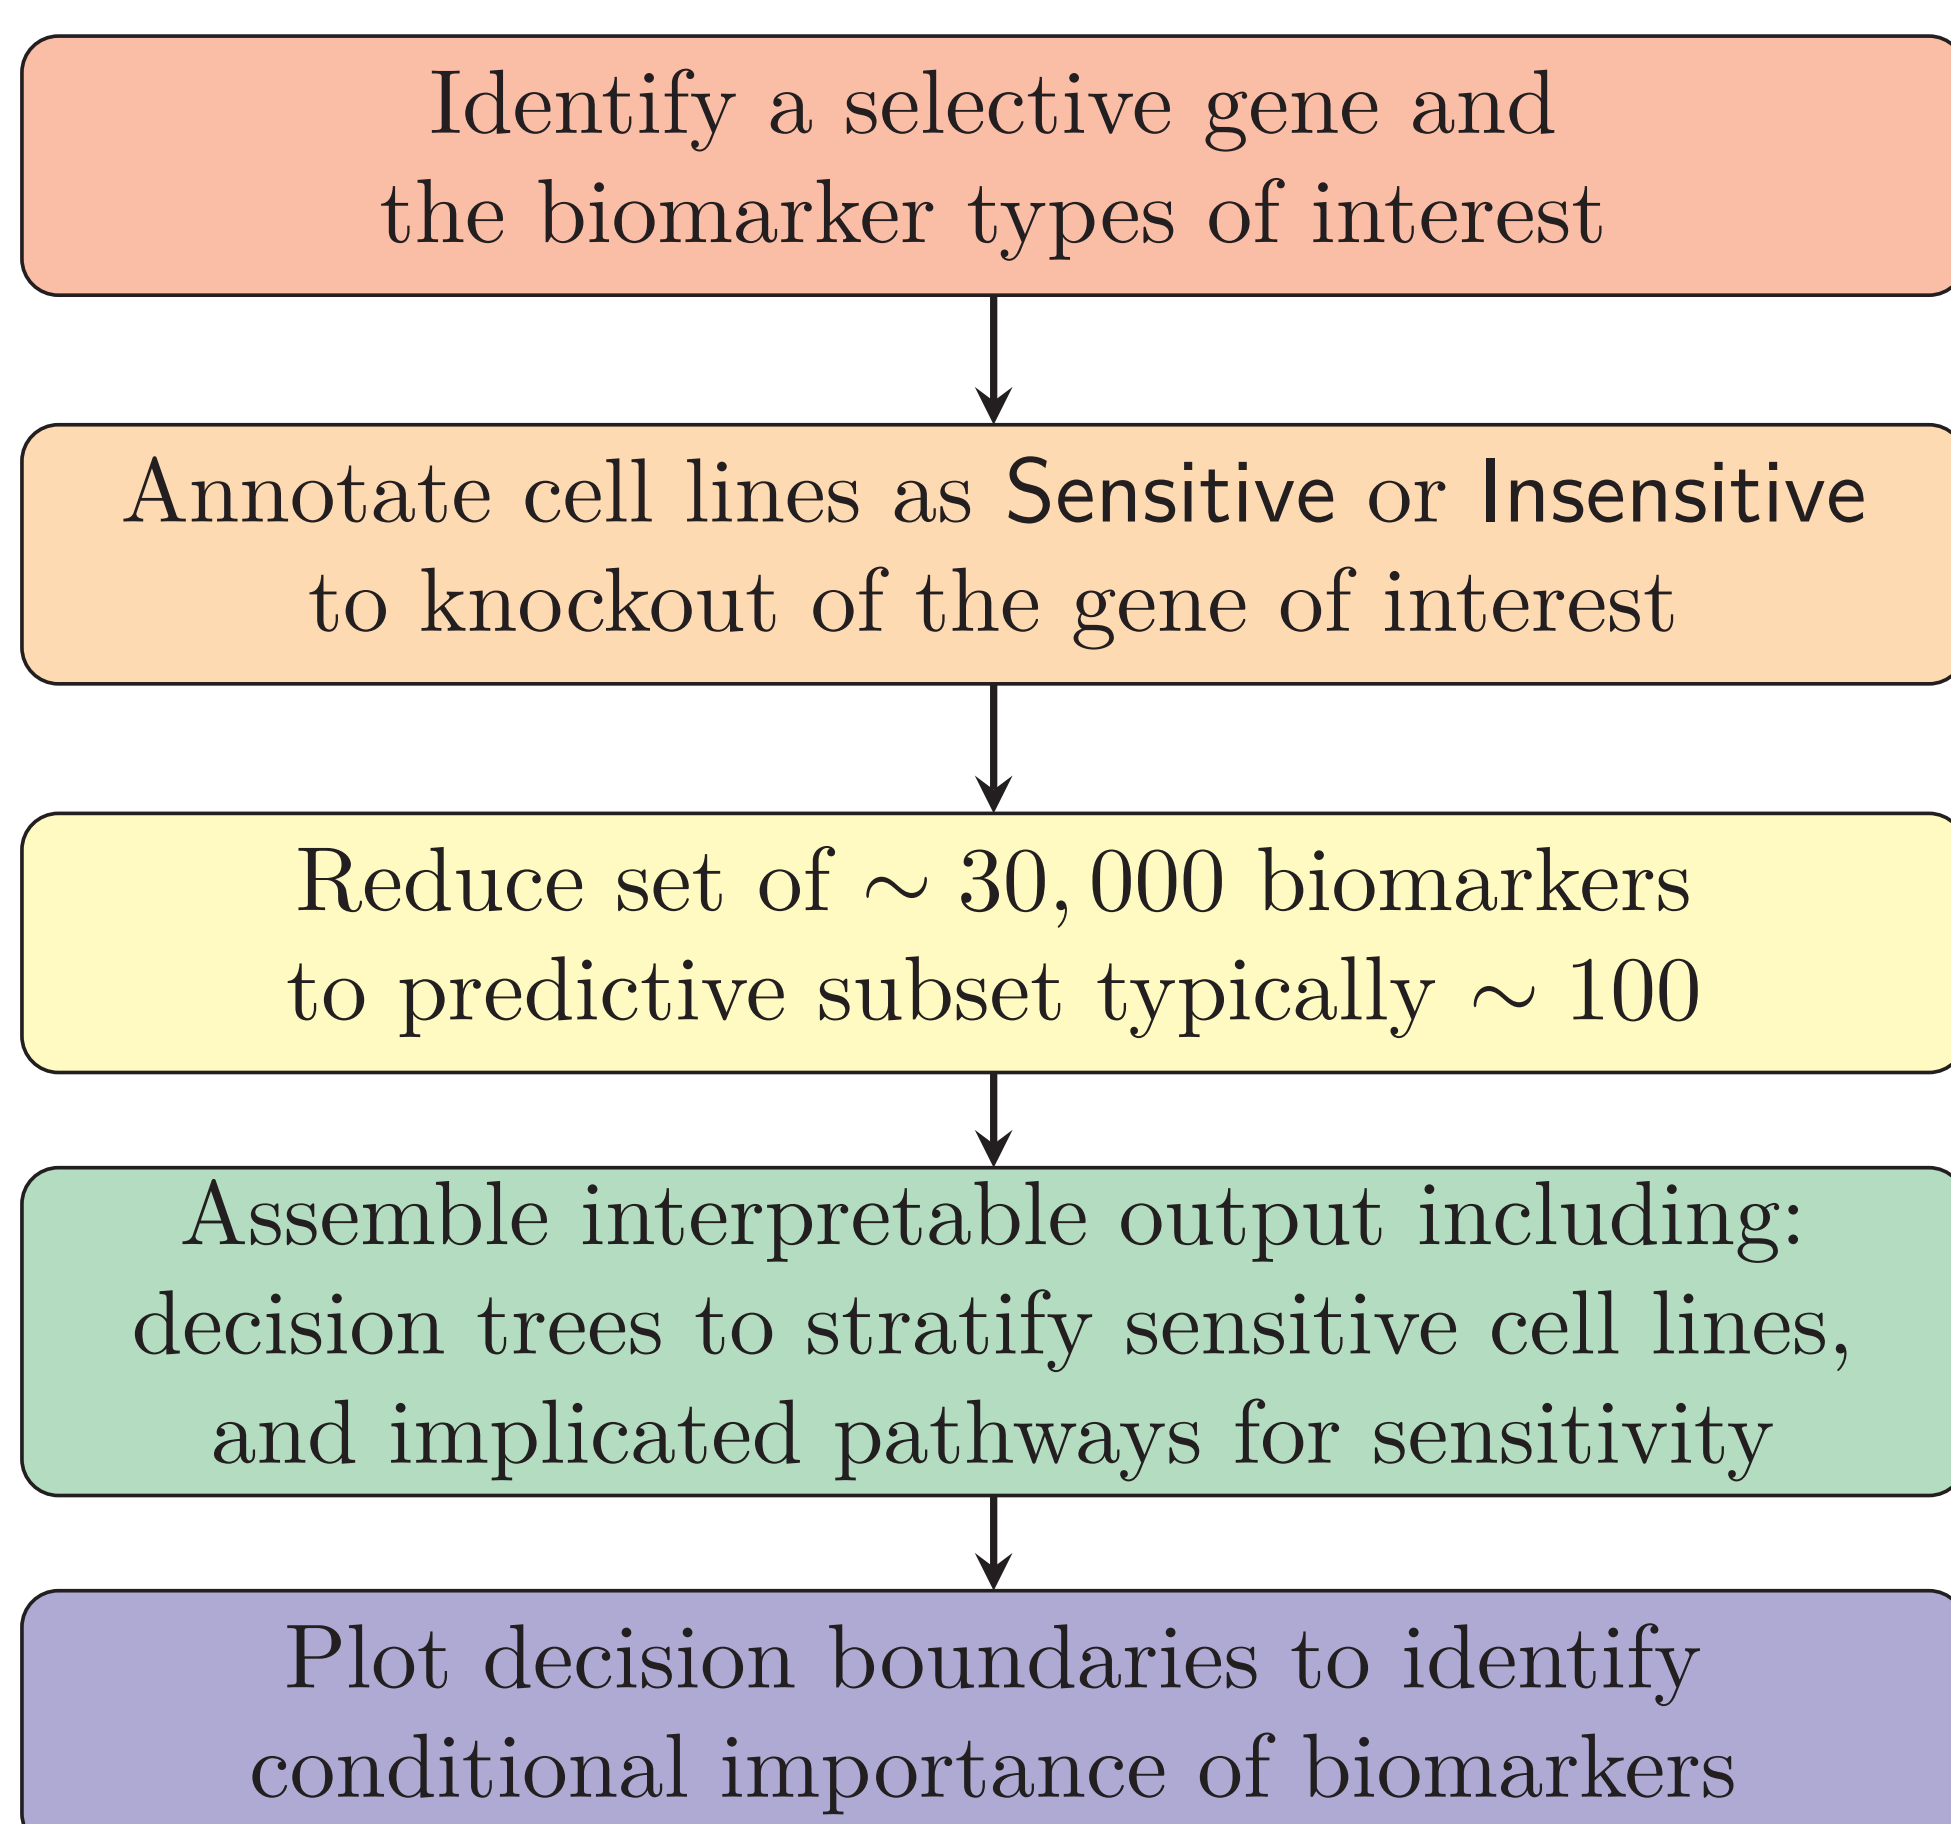 Identify a selective gene and
the biomarker types of interest
Annotate cell lines as Sensitive or Insensitive
to knockout of the gene of interest
Reduce set of ∼ 30, 000 biomarkers
to predictive subset typically ∼ 100
Assemble interpretable output including:
decision trees to stratify sensitive cell lines,
and implicated pathways for sensitivity
Plot decision boundaries to identify
conditional importance of biomarkers